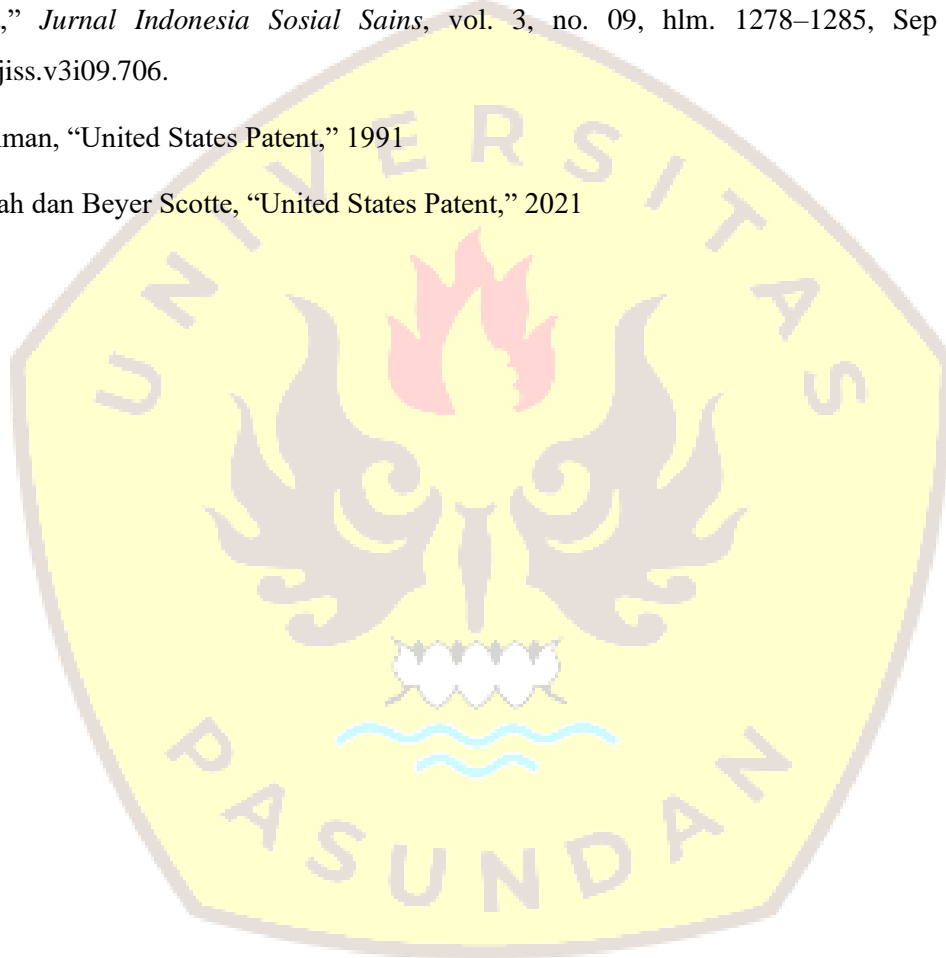 ,” Jurnal Indonesia Sosial Sains, vol. 3, no. 09, hlm. 1278–1285, Sep
jiss.v3i09.706.
man, “United States Patent,” 1991
ah dan Beyer Scotte, “United States Patent,” 2021
UNIVERSITAS
PASUNDAN